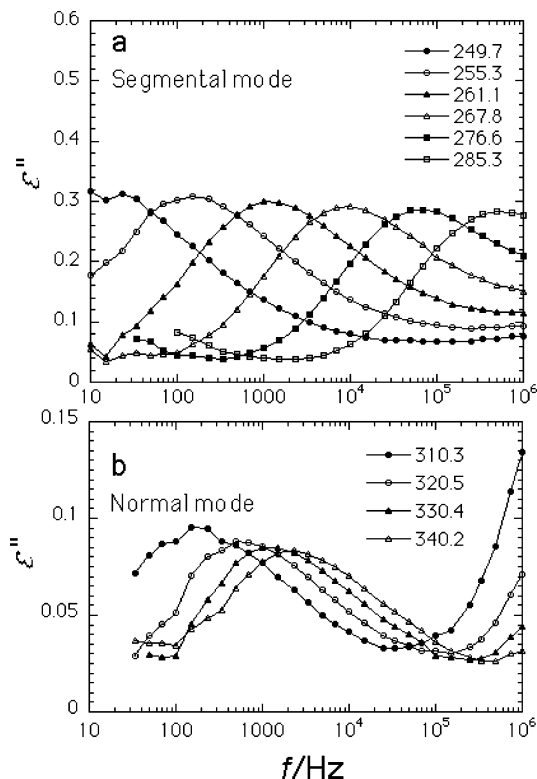 0.6
a
249.7
255.3
261.1
267.8
276.6
285.3
0.5
Segmental mode
0.4
ε"
0.3
0.2
0.1
0
10 100 1000 10⁴ 10⁵ 10⁶
0.15
b
310.3
320.5
330.4
340.2
Normal mode
0.1
ε"
0.05
0
10 100 1000 10⁴ 10⁵ 10⁶
f/Hz